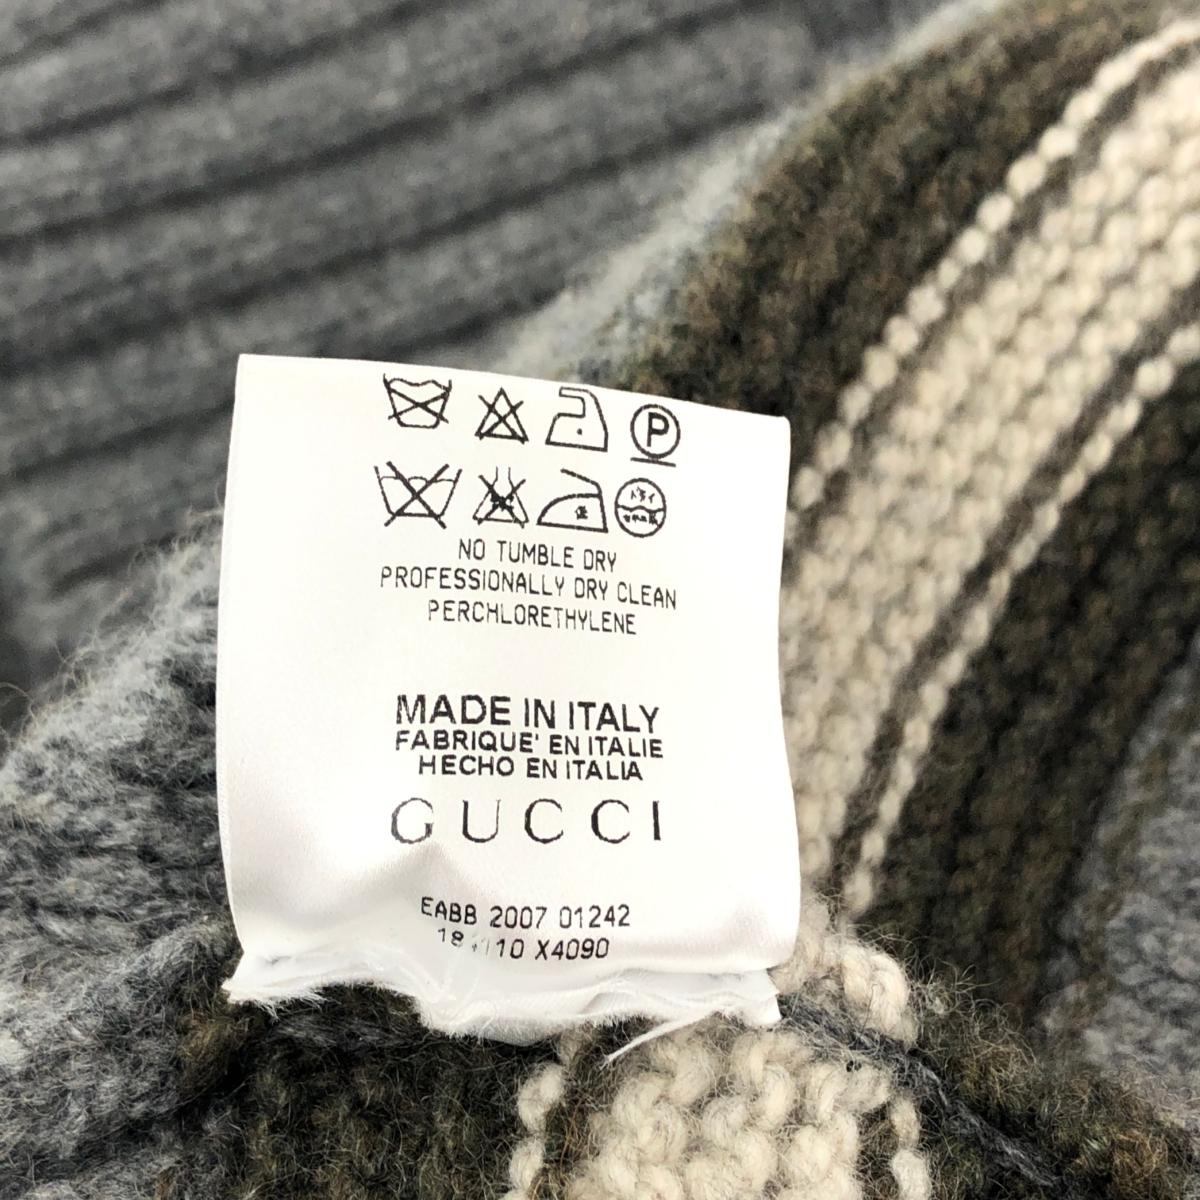 P
NO TUMBLE DRY
PROFESSIONALLY DRY CLEAN
PERCHLORETHYLENE
MADE IN ITALY
FABRIQUE' EN ITALIE
HECHO EN ITALIA
GUCCI
EABB 2007 01242
X4090